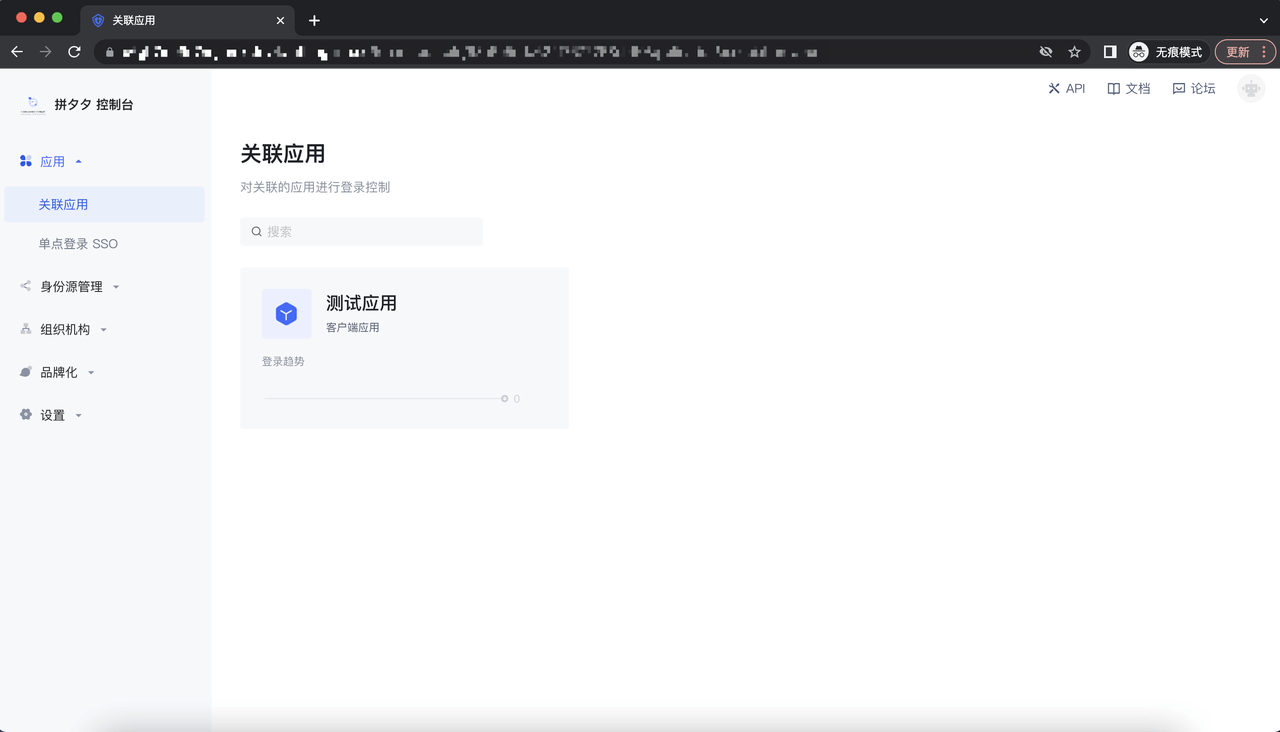 关联应用
无痕模式
更新
拼夕夕 控制台
API
文档
论坛
应用
关联应用
单点登录 SSO
身份源管理
组织机构
品牌化
设置
关联应用
对关联的应用进行登录控制
搜索
测试应用
客户端应用
登录趋势
0